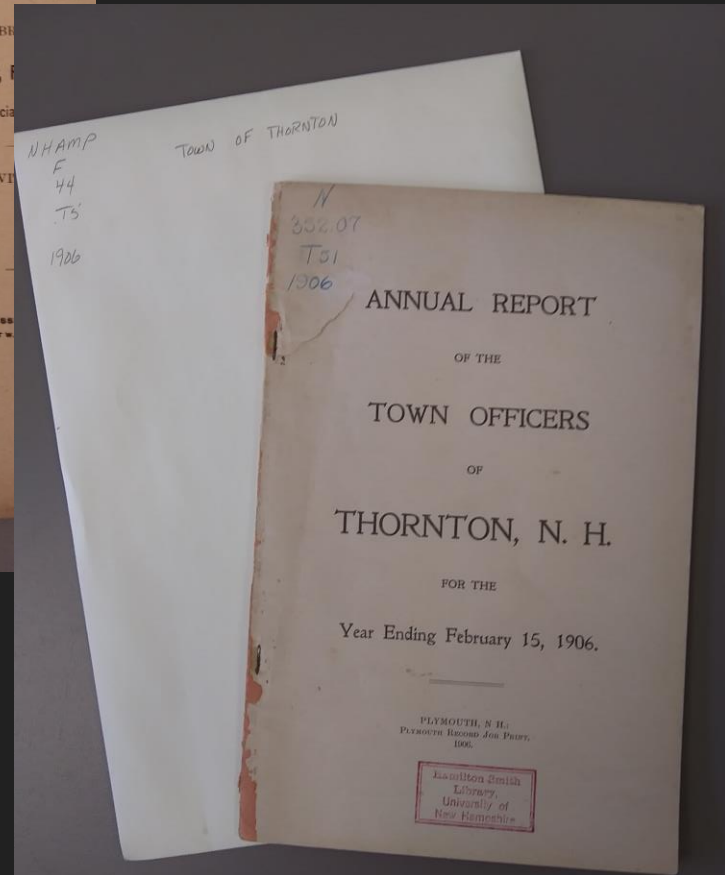 NHAMP
F
44
.T5
1906
TOWN OF THORNTON
N
352.07
T51
1906
ANNUAL REPORT
OF THE
TOWN OFFICERS
OF
THORNTON, N. H.
FOR THE
Year Ending February 15, 1906.
PLYMOUTH, N. H.:
PLYMOUTH RECORD JOB PRINT.
1906.
Hamilton Smith
Library,
University of
New Hampshire